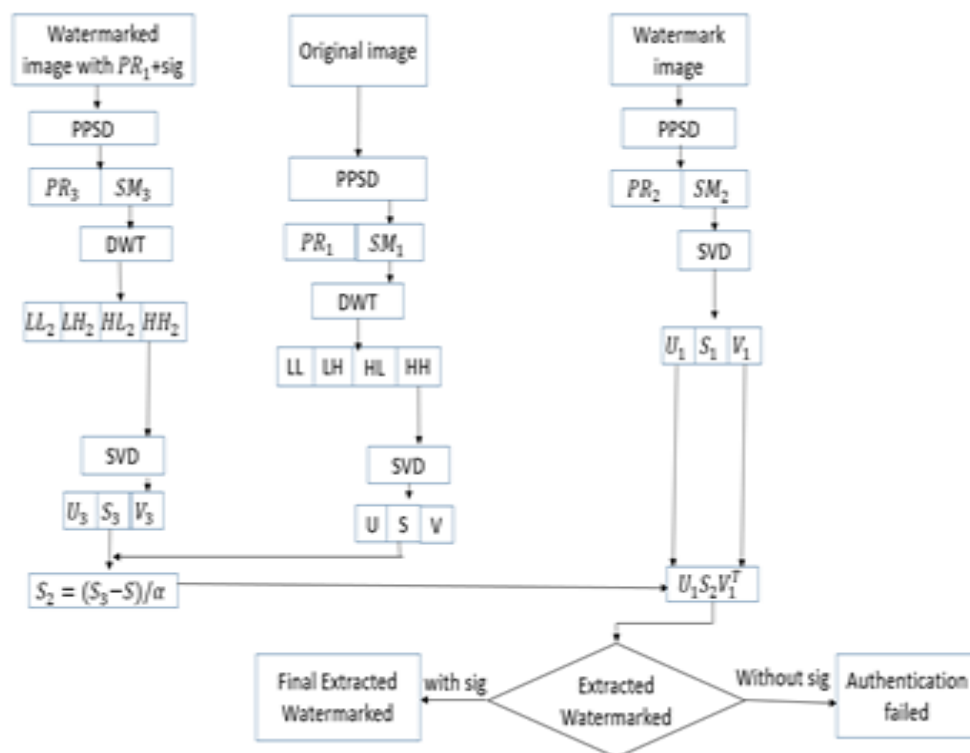 Watermarked
image with 𝑃𝑅₁+sig
Original image
Watermark
image
PPSD
PPSD
PPSD
𝑃𝑅₃ 𝑆𝑀₃
𝑃𝑅₂ 𝑆𝑀₂
𝑃𝑅₁ 𝑆𝑀₁
DWT
SVD
DWT
𝐿𝐿₂ 𝐿𝐻₂ 𝐻𝐿₂ 𝐻𝐻₂
𝑈₁ 𝑆₁ 𝑉₁
LL LH HL HH
SVD
SVD
𝑈₃ 𝑆₃ 𝑉₃
U S V
𝑆₂ = (𝑆₃−𝑆)/𝛼
𝑈₁𝑆₂𝑉₁ᵀ
Final Extracted
Watermarked
with sig
Extracted
Watermarked
Without sig
Authentication
failed